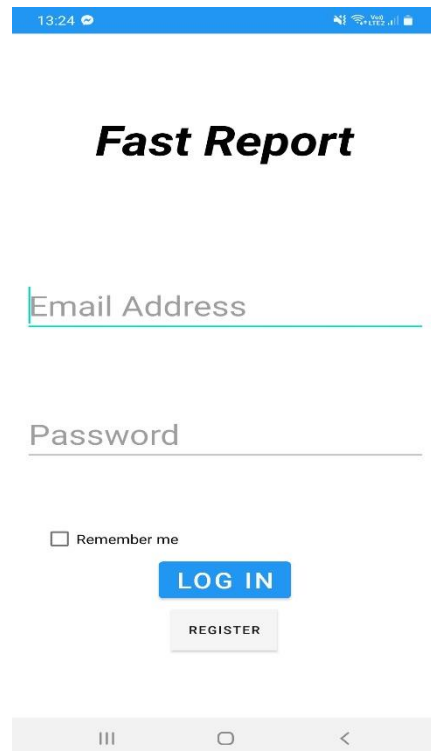 13:24
Fast Report
Email Address
Password
Remember me
LOG IN
REGISTER